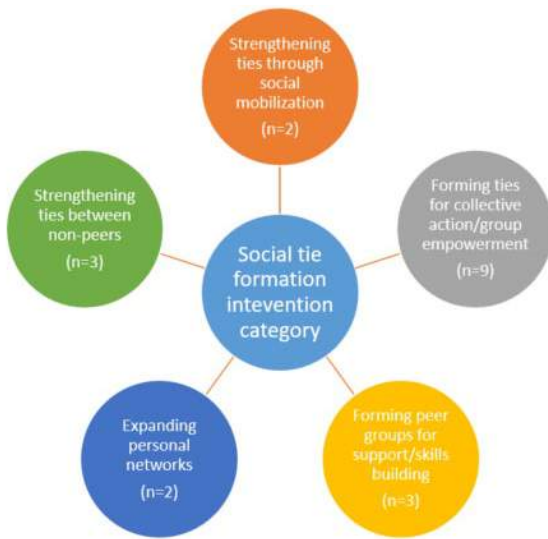 Strengthening
ties through
social
mobilization
(n=2)
Strengthening
ties between
non-peers
(n=3)
Forming ties for
collective
action/group
empowerment
(n=9)
Social tie
formation
intevention
category
Expanding
personal
networks
(n=2)
Forming peer
groups for
support/skills
building
(n=3)